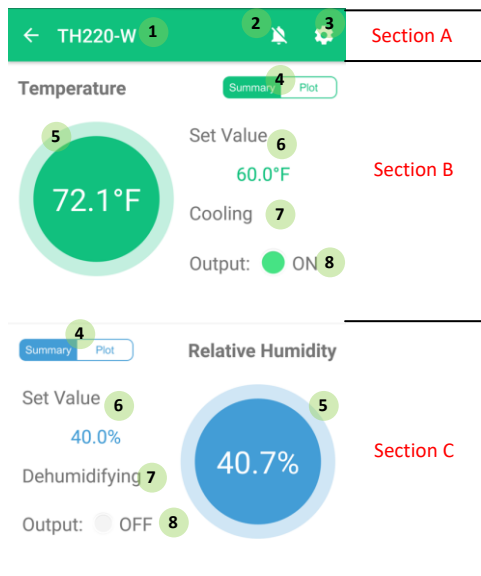 TH220-W 1 2 3 Section A
Temperature Summary 4 Plot
5 Set Value 6
72.1°F 60.0°F Section B
Cooling 7
Output: ON 8
4
Summary Plot Relative Humidity
Set Value 6 5
40.0% 40.7% Section C
Dehumidifying 7
Output: OFF 8